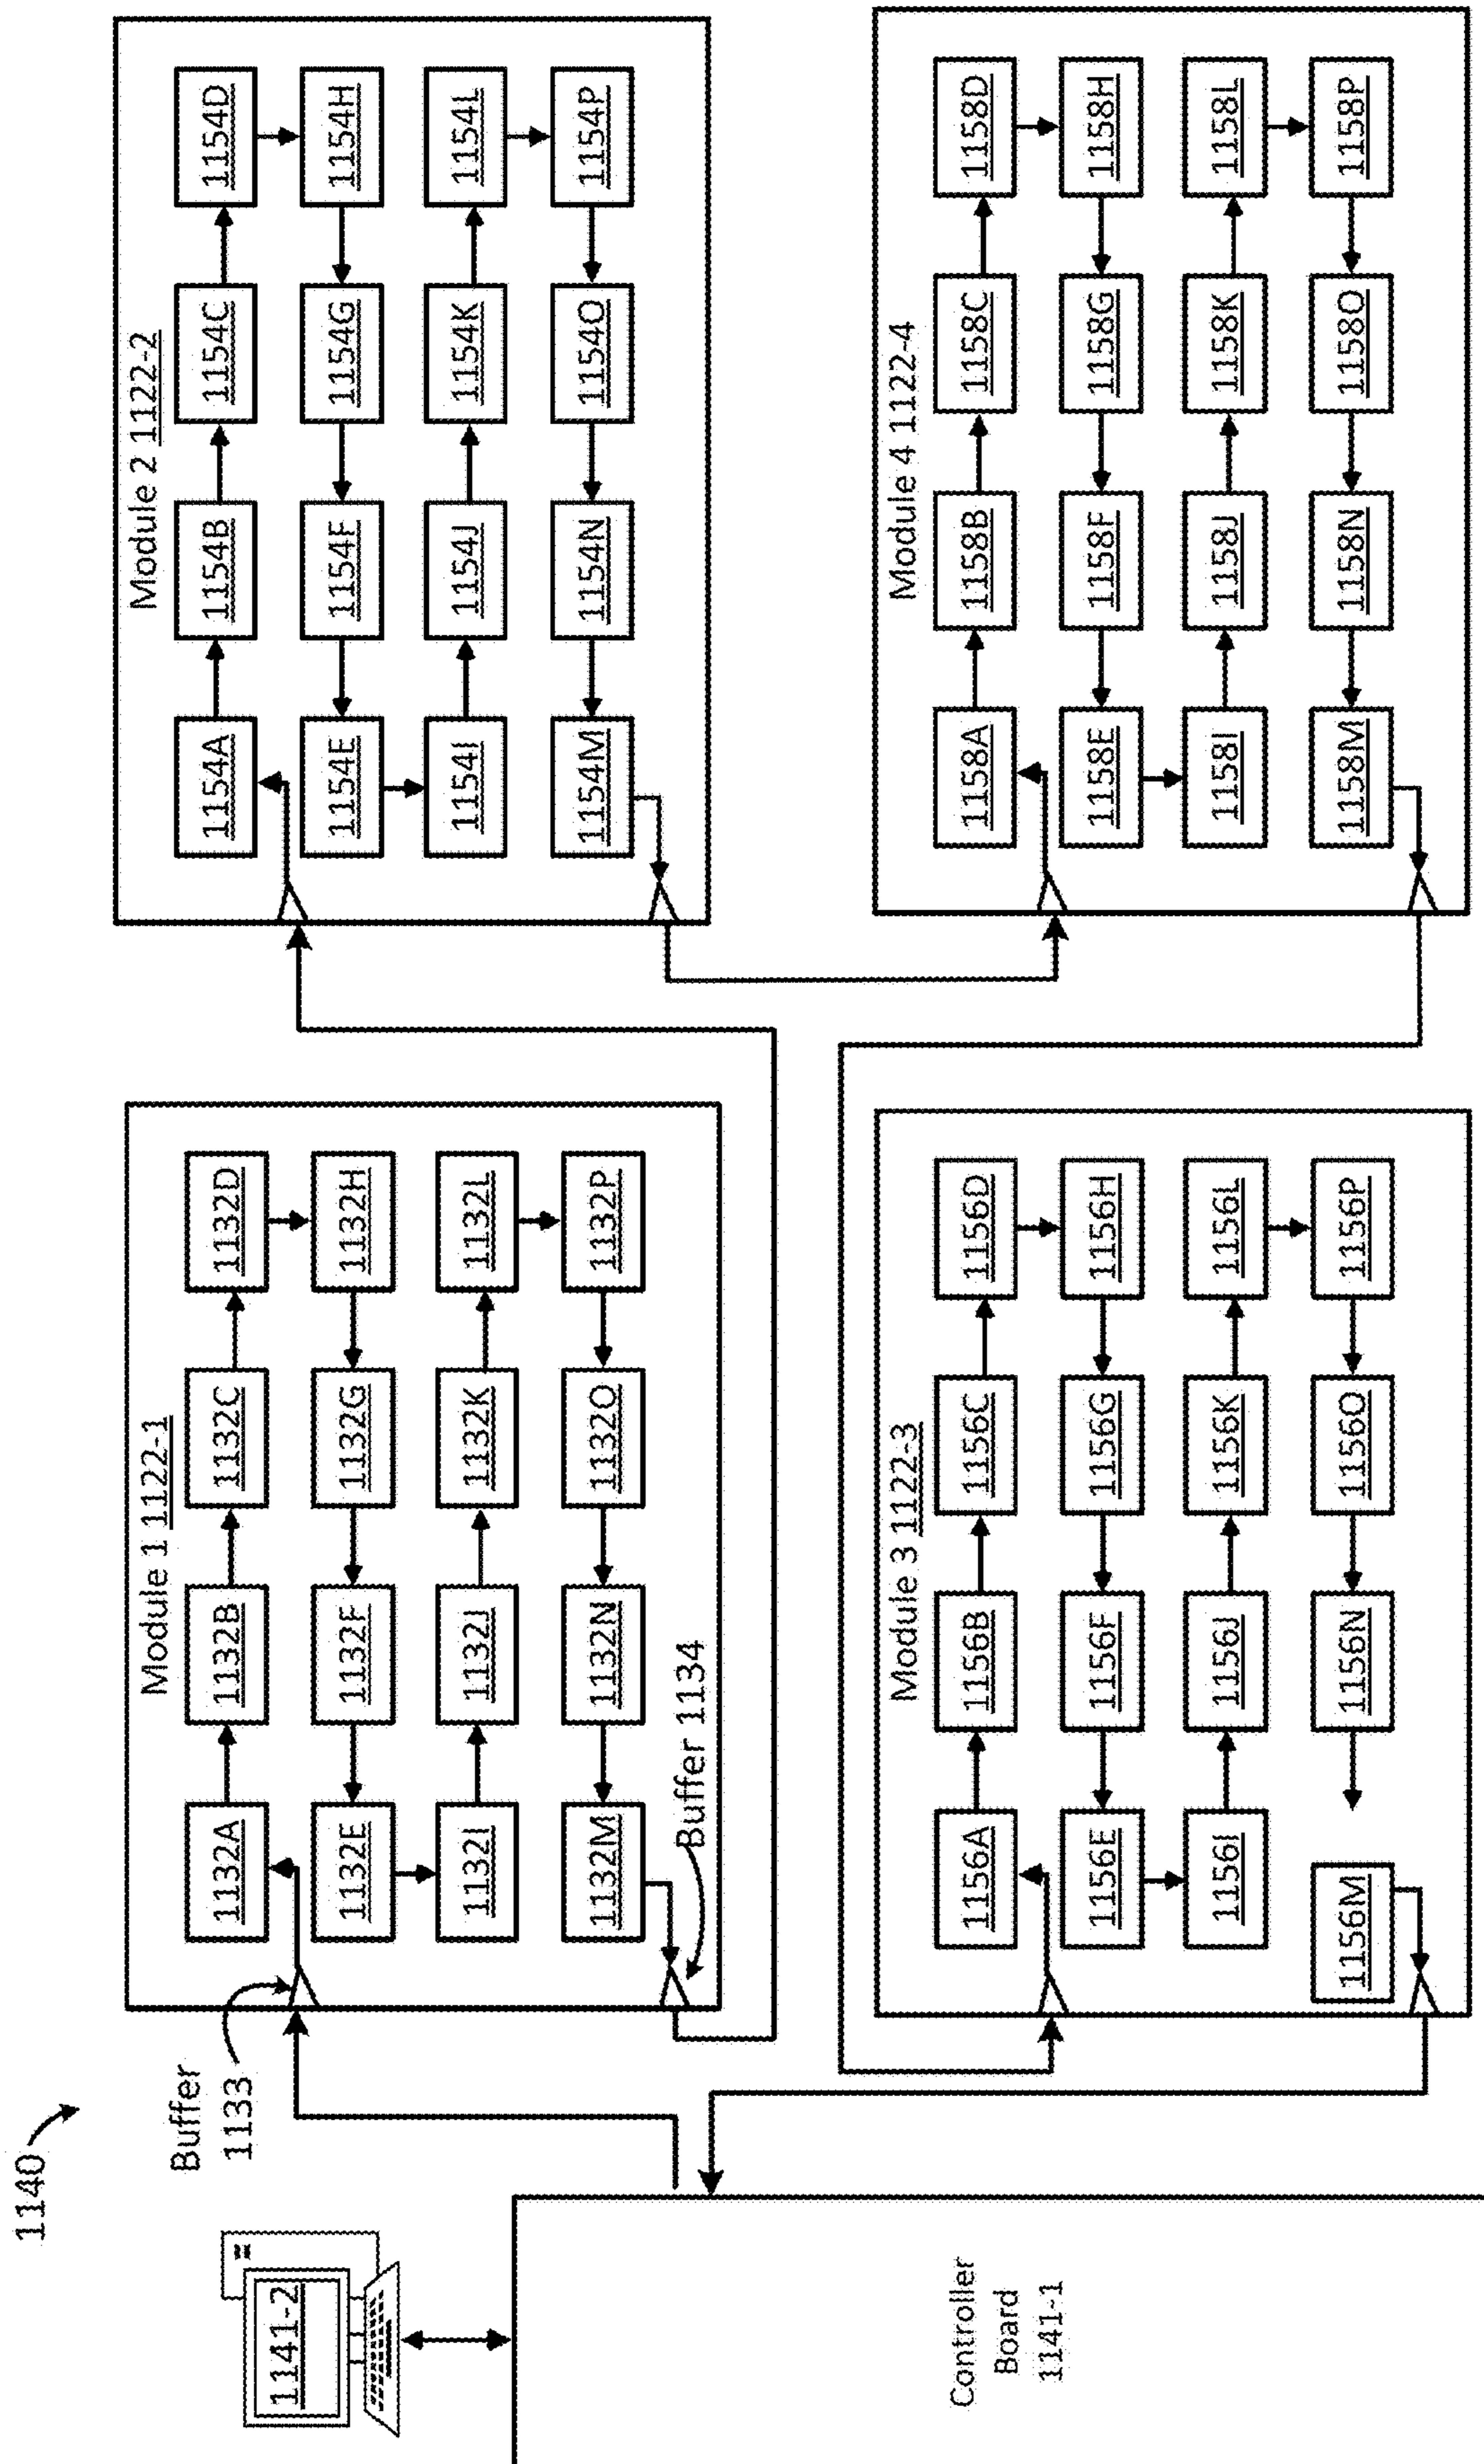 1140
Buffer
1133
1141-2
Controller
Board
1141-1
Module 1 1122-1
1132A
1132B
1132C
1132D
1132E
1132F
1132G
1132H
1132I
1132J
1132K
1132L
1132M
1132N
1132O
1132P
Buffer 1134
Module 2 1122-2
1154A
1154B
1154C
1154D
1154E
1154F
1154G
1154H
1154I
1154J
1154K
1154L
1154M
1154N
1154O
1154P
Module 3 1122-3
1156A
1156B
1156C
1156D
1156E
1156F
1156G
1156H
1156I
1156J
1156K
1156L
1156M
1156N
1156O
1156P
Module 4 1122-4
1158A
1158B
1158C
1158D
1158E
1158F
1158G
1158H
1158I
1158J
1158K
1158L
1158M
1158N
1158O
1158P